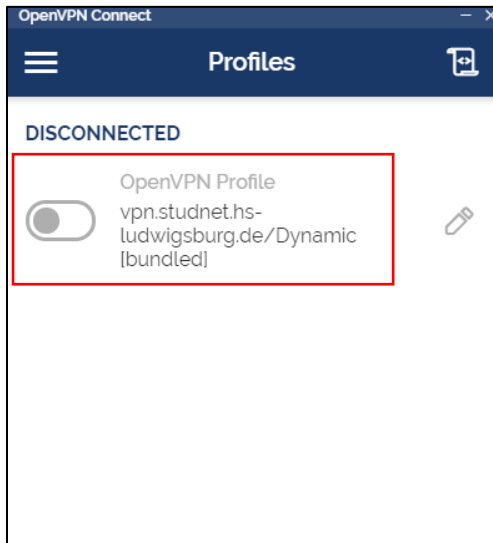 OpenVPN Connect
Profiles
DISCONNECTED
OpenVPN Profile
vpn.studnet.hs-
ludwigsburg.de/Dynamic
[bundled]